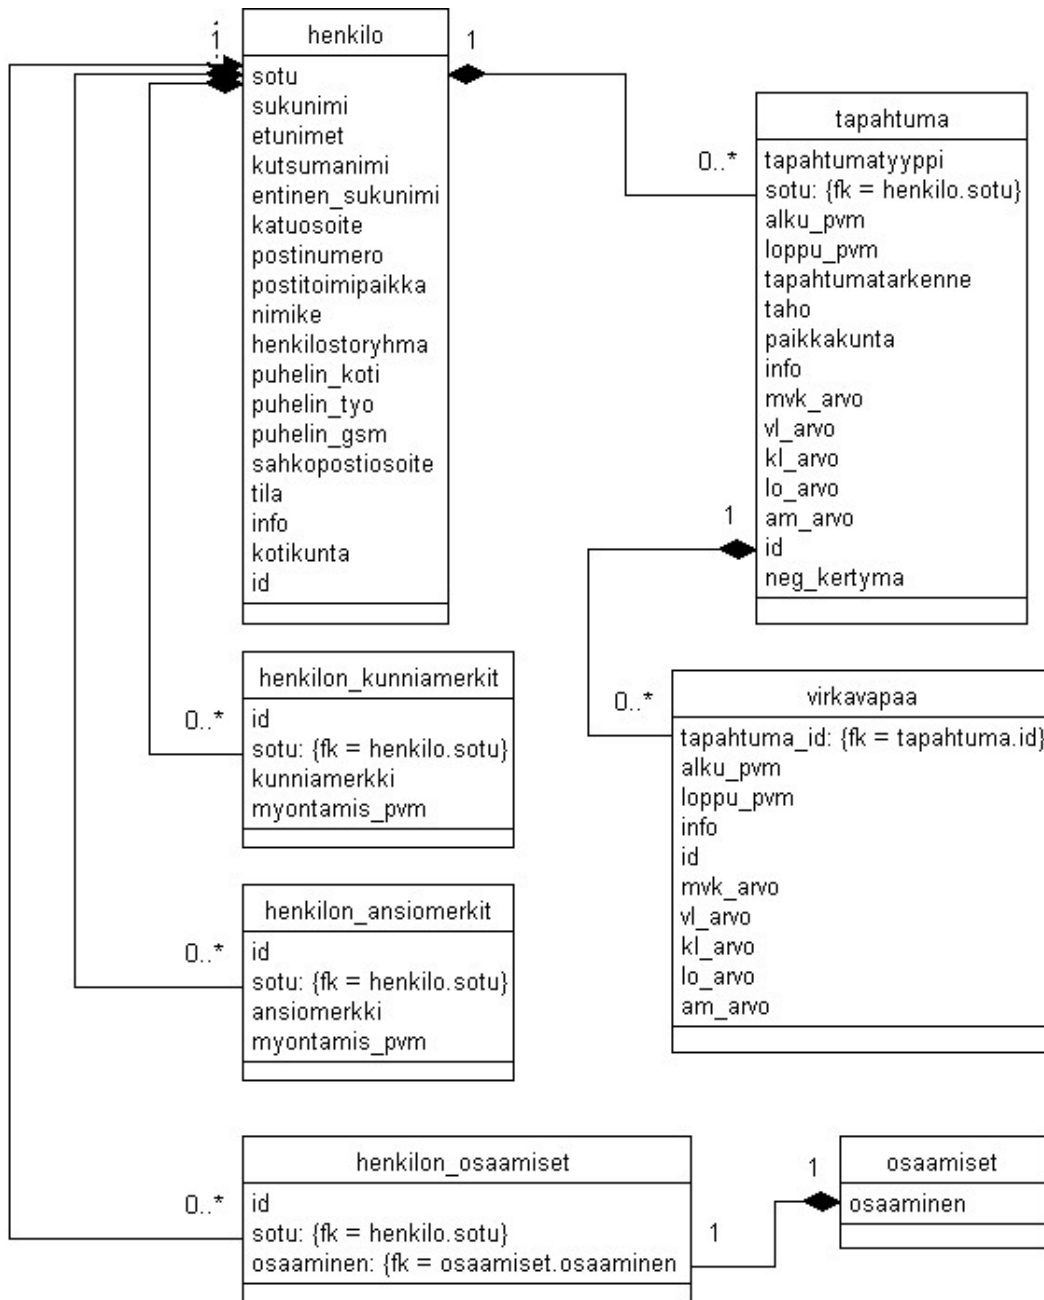 1
henkilo
sotu
sukunimi
etunimet
kutsumanimi
entinen_sukunimi
katuosoite
postinumero
postitoimipaikka
nimike
henkilostoryhma
puhelin_koti
puhelin_tyo
puhelin_gsm
sahkopostiosoite
tila
info
kotikunta
id
1
0..*
tapahtuma
tapahtumatyyppi
sotu: {fk = henkilo.sotu}
alku_pvm
loppu_pvm
tapahtumatarkenne
taho
paikkakunta
info
mvk_arvo
vl_arvo
kl_arvo
lo_arvo
am_arvo
id
neg_kertyma
1
0..*
virkavapaa
tapahtuma_id: {fk = tapahtuma.id}
alku_pvm
loppu_pvm
info
id
mvk_arvo
vl_arvo
kl_arvo
lo_arvo
am_arvo
0..*
henkilon_kunniamerkit
id
sotu: {fk = henkilo.sotu}
kunniamerkki
myontamis_pvm
0..*
henkilon_ansiomerkit
id
sotu: {fk = henkilo.sotu}
ansiomerkki
myontamis_pvm
0..*
henkilon_osaamiset
id
sotu: {fk = henkilo.sotu}
osaaminen: {fk = osaamiset.osaaminen
1
1
osaamiset
osaaminen